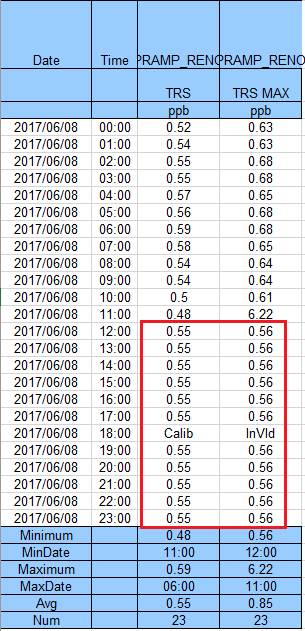 Date Time PRAMP_RENO PRAMP_RENO
TRS TRS MAX
ppb ppb
2017/06/08 00:00 0.52 0.63
2017/06/08 01:00 0.54 0.63
2017/06/08 02:00 0.55 0.68
2017/06/08 03:00 0.55 0.68
2017/06/08 04:00 0.57 0.65
2017/06/08 05:00 0.56 0.68
2017/06/08 06:00 0.59 0.68
2017/06/08 07:00 0.58 0.65
2017/06/08 08:00 0.54 0.64
2017/06/08 09:00 0.54 0.64
2017/06/08 10:00 0.5 0.61
2017/06/08 11:00 0.48 6.22
2017/06/08 12:00 0.55 0.56
2017/06/08 13:00 0.55 0.56
2017/06/08 14:00 0.55 0.56
2017/06/08 15:00 0.55 0.56
2017/06/08 16:00 0.55 0.56
2017/06/08 17:00 0.55 0.56
2017/06/08 18:00 Calib InVld
2017/06/08 19:00 0.55 0.56
2017/06/08 20:00 0.55 0.56
2017/06/08 21:00 0.55 0.56
2017/06/08 22:00 0.55 0.56
2017/06/08 23:00 0.55 0.56
Minimum 0.48 0.56
MinDate 11:00 12:00
Maximum 0.59 6.22
MaxDate 06:00 11:00
Avg 0.55 0.85
Num 23 23